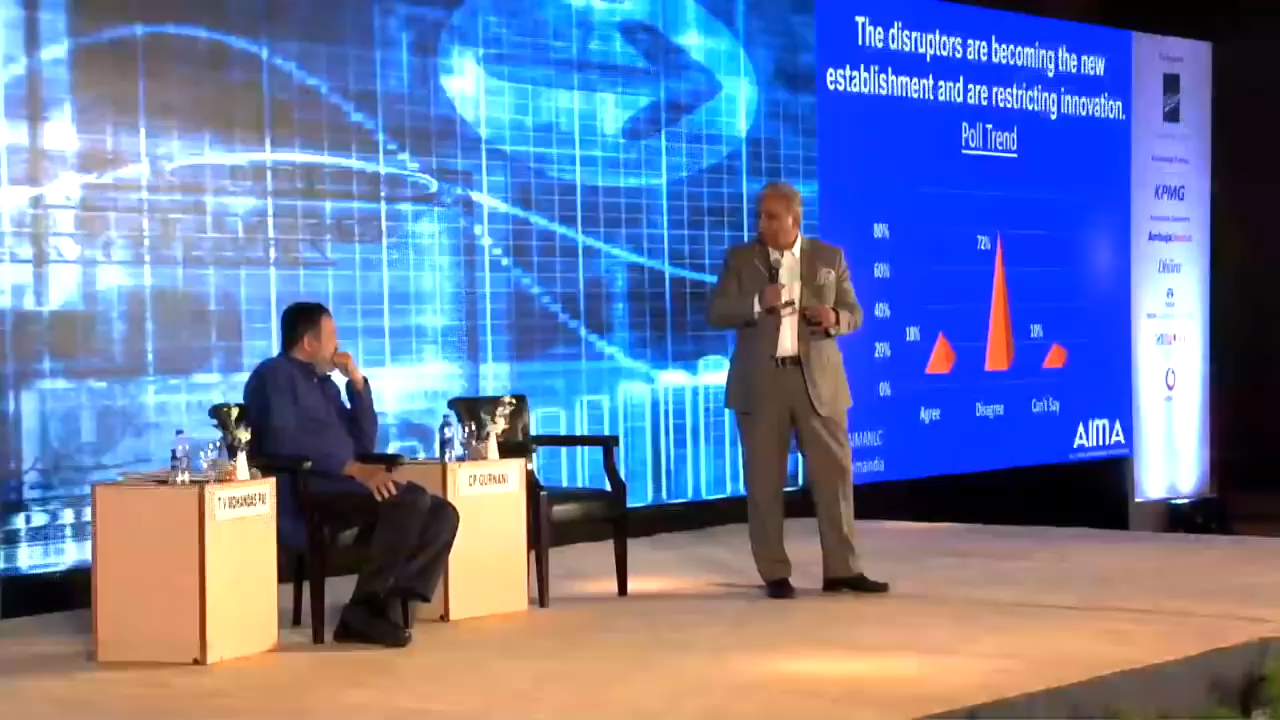 The disruptors are becoming the new
establishment and are restricting innovation.
Poll Trend
80%
60%
40%
20%
0%
18%
72%
10%
Agree
Disagree
Can't Say
AIMA
KPMG
T V MOHANDAS PAI
CP GURNANI